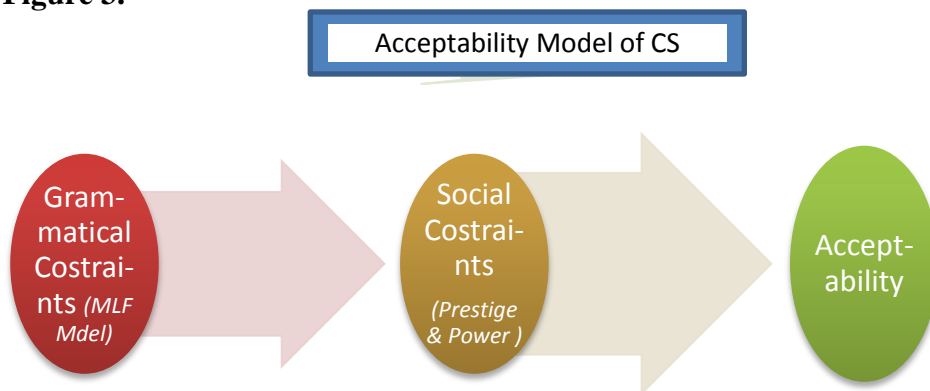 Figure 3.
Acceptability Model of CS
Gram-
matical
Costrai-
nts (MLF
Mdel)
Social
Costrai-
nts
(Prestige
& Power )
Accept-
ability